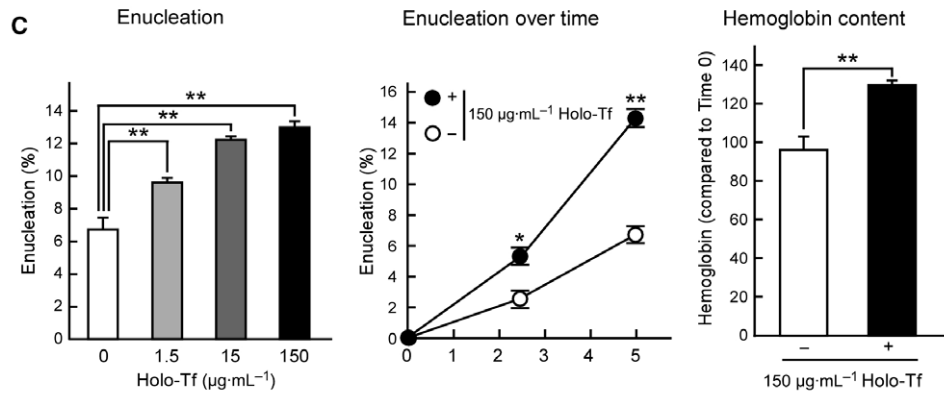 C
Enucleation
Enucleation (%)
14
12
10
8
6
4
2
0
**
**
**
0 1.5 15 150
Holo-Tf (µg·mL–1)
Enucleation over time
Enucleation (%)
16
14
12
10
8
6
4
2
0
+
–
150 µg·mL–1 Holo-Tf
**
*
0 1 2 3 4 5
Hemoglobin content
Hemoglobin (compared to Time 0)
140
120
100
80
60
40
20
0
**
– +
150 µg·mL–1 Holo-Tf